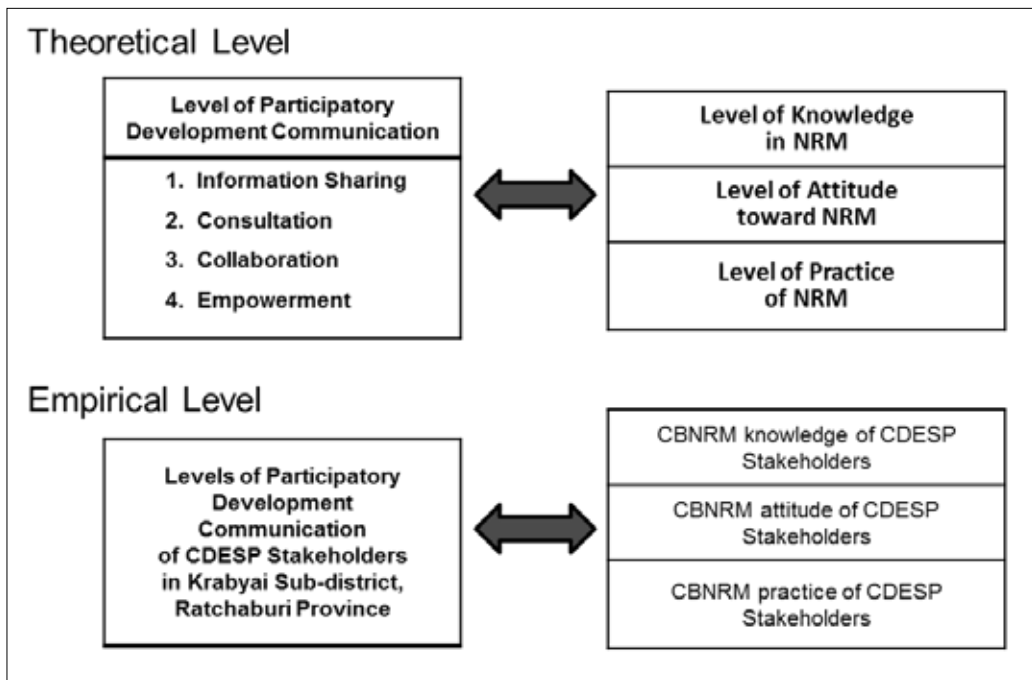 Theoretical Level
Level of Participatory
Development Communication
1. Information Sharing
2. Consultation
3. Collaboration
4. Empowerment
Level of Knowledge
in NRM
Level of Attitude
toward NRM
Level of Practice
of NRM
Empirical Level
Levels of Participatory
Development
Communication
of CDESP Stakeholders
in Krabyai Sub-district,
Ratchaburi Province
CBNRM knowledge of CDESP
Stakeholders
CBNRM attitude of CDESP
Stakeholders
CBNRM practice of CDESP
Stakeholders